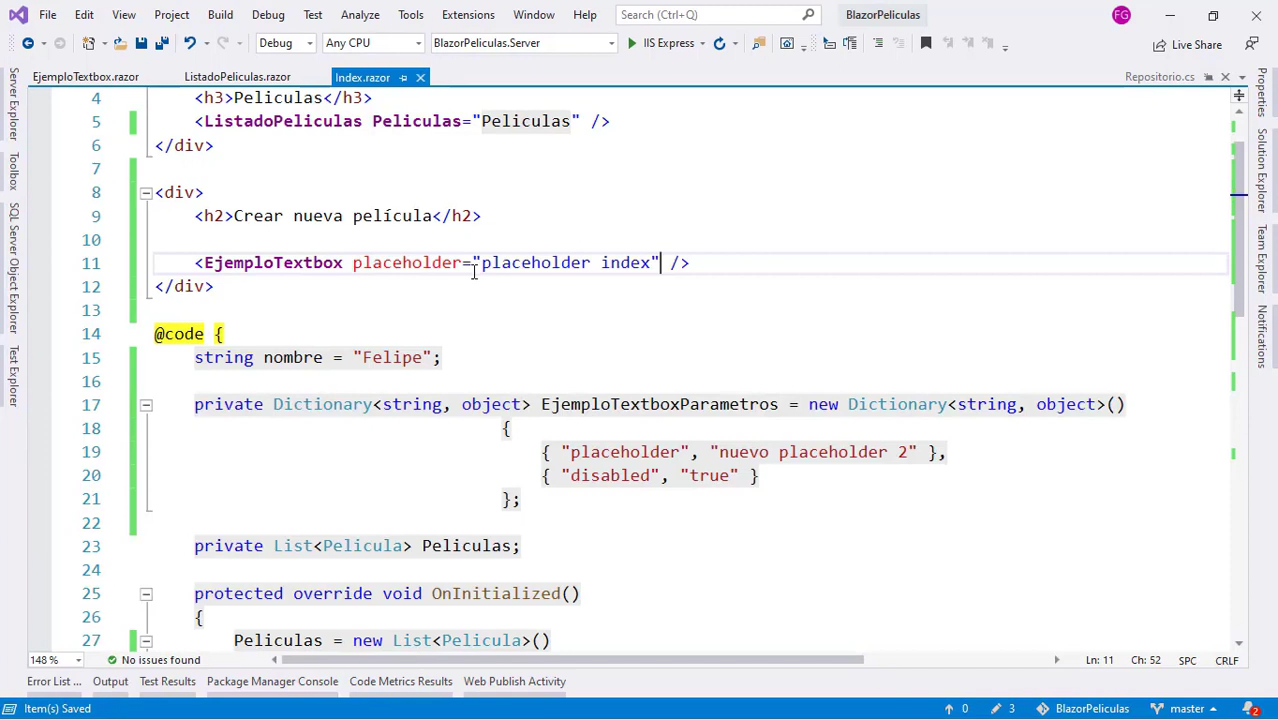 File Edit View Project Build Debug Test Analyze Tools Extensions Window Help Search (Ctrl+Q) BlazorPeliculas FG
Debug Any CPU BlazorPeliculas.Server IIS Express Live Share
EjemploTextbox.razor ListadoPeliculas.razor Index.razor Repositorio.cs
4 <h3>Peliculas</h3>
5 <ListadoPeliculas Peliculas="Peliculas" />
6 </div>
7
8 <div>
9 <h2>Crear nueva película</h2>
10
11 <EjemploTextbox placeholder="placeholder index" />
12 </div>
13
14 @code {
15 string nombre = "Felipe";
16
17 private Dictionary<string, object> EjemploTextboxParametros = new Dictionary<string, object>()
18 {
19 { "placeholder", "nuevo placeholder 2" },
20 { "disabled", "true" }
21 };
22
23 private List<Pelicula> Peliculas;
24
25 protected override void OnInitialized()
26 {
27 Peliculas = new List<Pelicula>()
148 % No issues found Ln: 11 Ch: 52 SPC CRLF
Error List ... Output Test Results Package Manager Console Code Metrics Results Web Publish Activity
Item(s) Saved 0 3 BlazorPeliculas master 2
Server Explorer
Toolbox
SQL Server Object Explorer
Test Explorer
Properties
Solution Explorer
Team Explorer
Notifications